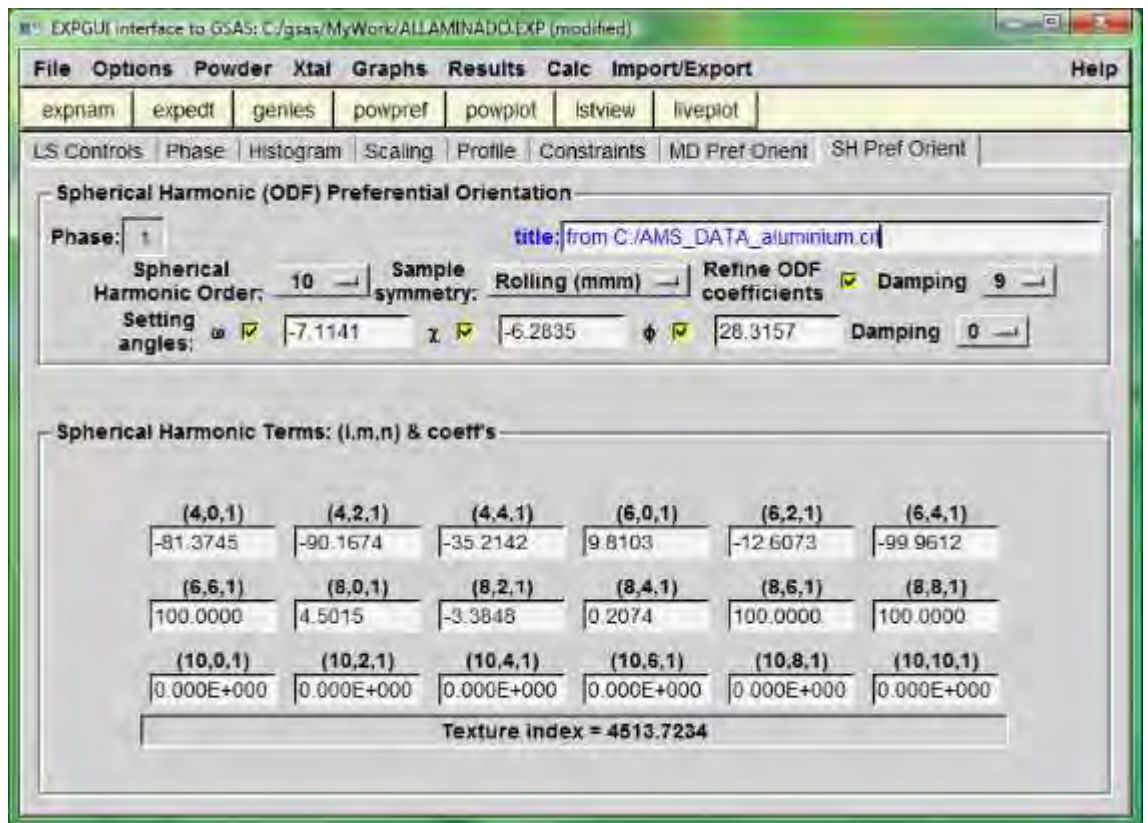 EXPGUI interface to GSAS: C:/gsas/MyWork/ALLAMINADO.EXP (modified)
File Options Powder Xtal Graphs Results Calc Import/Export Help
expnam expedt genles powpref powplot lstview liveplot
LS Controls Phase Histogram Scaling Profile Constraints MD Pref Orient SH Pref Orient
Spherical Harmonic (ODF) Preferential Orientation
Phase: 1 title: from C:/AMS_DATA_aluminium.cif
Spherical Harmonic Order: 10 Sample symmetry: Rolling (mmm) Refine ODF coefficients Damping 9
Setting angles: ω -7.1141 χ -6.2835 ϕ 28.3157 Damping 0
Spherical Harmonic Terms: (l,m,n) & coeff's
(4,0,1) (4,2,1) (4,4,1) (6,0,1) (6,2,1) (6,4,1)
-81.3745 -90.1674 -35.2142 9.8103 -12.6073 -99.9612
(6,6,1) (8,0,1) (8,2,1) (8,4,1) (8,6,1) (8,8,1)
100.0000 4.5015 -3.3848 0.2074 100.0000 100.0000
(10,0,1) (10,2,1) (10,4,1) (10,6,1) (10,8,1) (10,10,1)
0.000E+000 0.000E+000 0.000E+000 0.000E+000 0.000E+000 0.000E+000
Texture index = 4513.7234